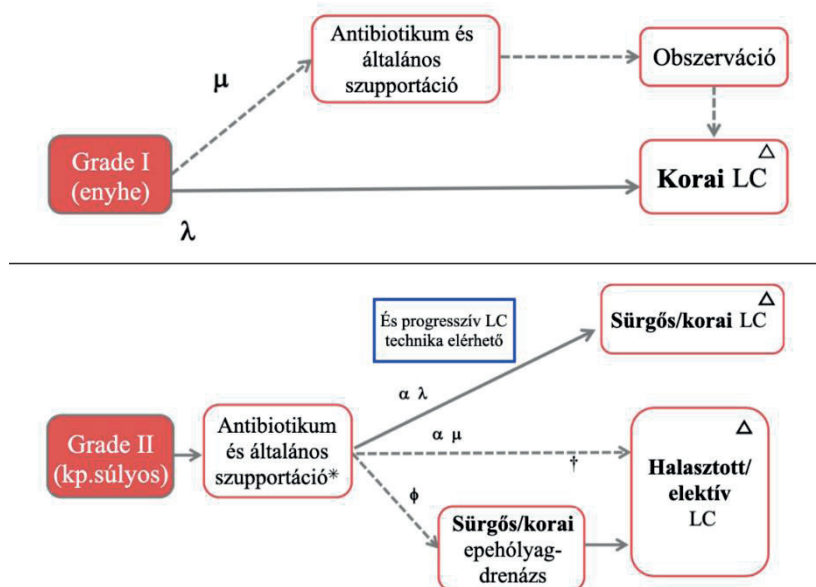 Antibiotikum és
általános
szupportáció
Obszerváció
μ
Grade I
(enyhe)
△
Korai LC
λ
És progresszív LC
technika elérhető
△
Sürgős/korai LC
α λ
Grade II
(kp.súlyos)
Antibiotikum
és általános
szupportáció*
α μ
†
△
Halasztott/
elektív
LC
ϕ
Sürgős/korai
epehólyag-
drenázs